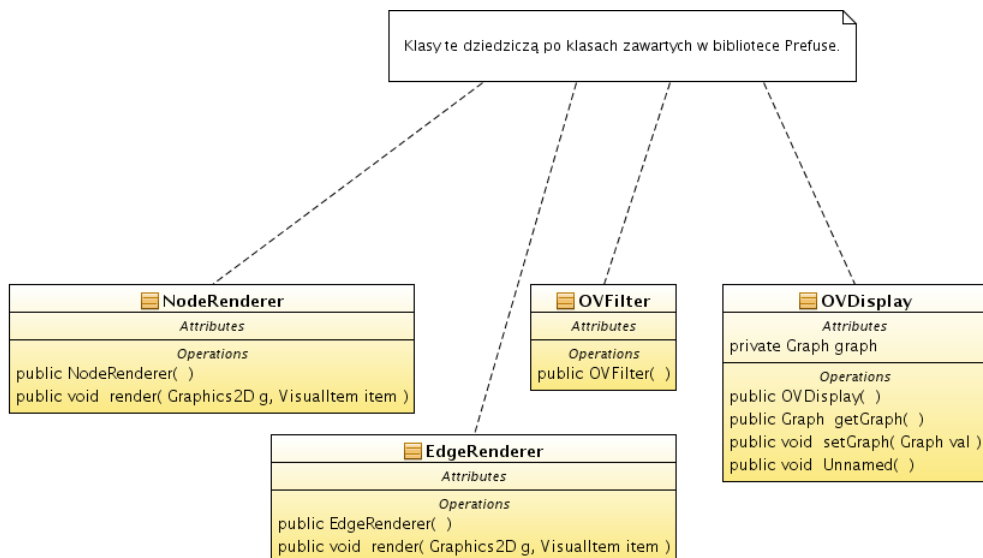 Klasy te dziedziczą po klasach zawartych w bibliotece Prefuse.
NodeRenderer
Attributes
Operations
public NodeRenderer( )
public void render( Graphics2D g, VisualItem item )
OVFilter
Attributes
Operations
public OVFilter( )
OVDisplay
Attributes
private Graph graph
Operations
public OVDisplay( )
public Graph getGraph( )
public void setGraph( Graph val )
public void Unnamed( )
EdgeRenderer
Attributes
Operations
public EdgeRenderer( )
public void render( Graphics2D g, VisualItem item )